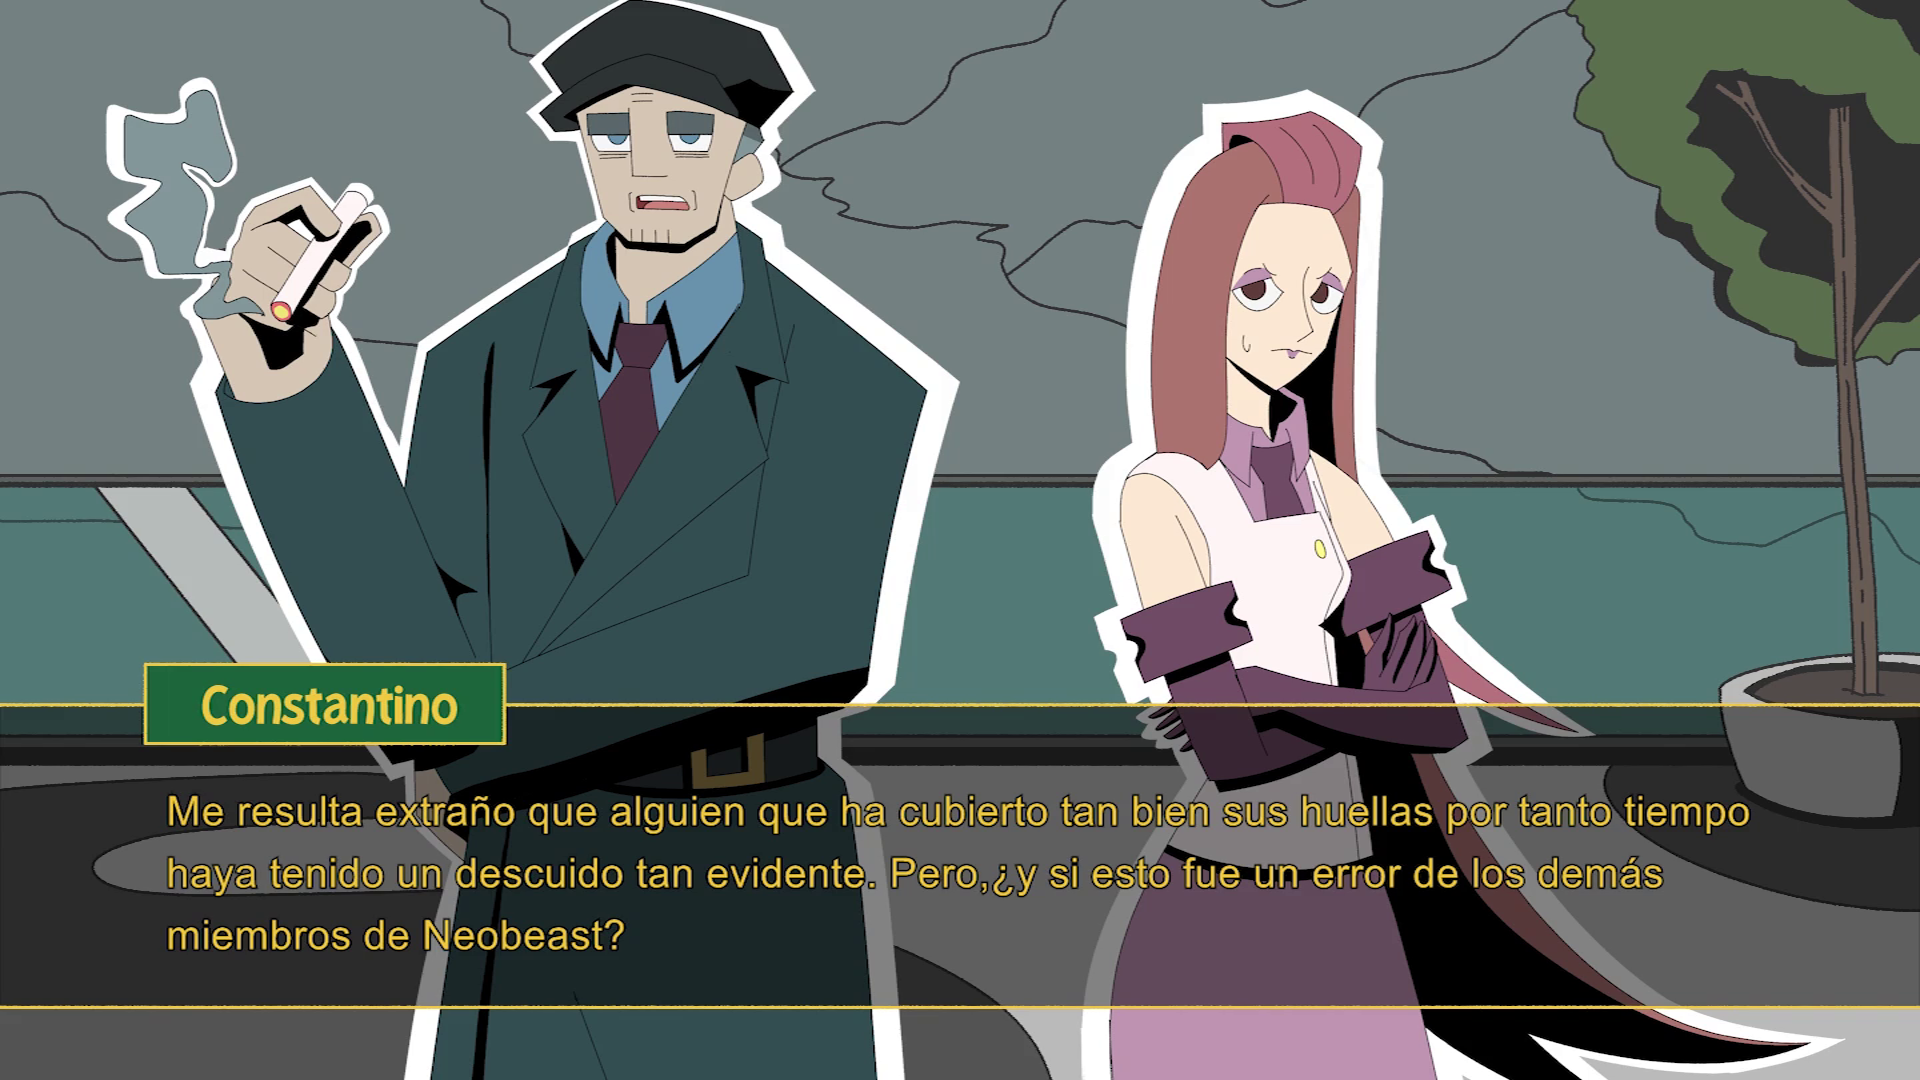 Constantino
Me resulta extraño que alguien que ha cubierto tan bien sus huellas por tanto tiempo
haya tenido un descuido tan evidente. Pero,¿y si esto fue un error de los demás
miembros de Neobeast?